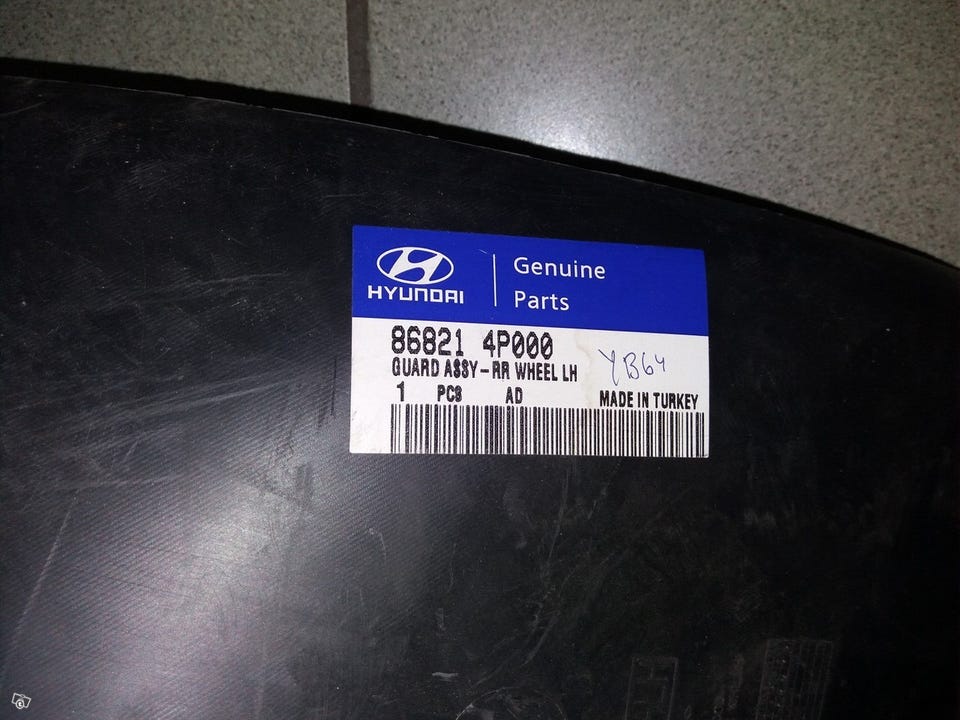 HYUNDAI
Genuine
Parts
86821 4P000
GUARD ASSY-RR WHEEL LH
YB64
1 PCS AD MADE IN TURKEY